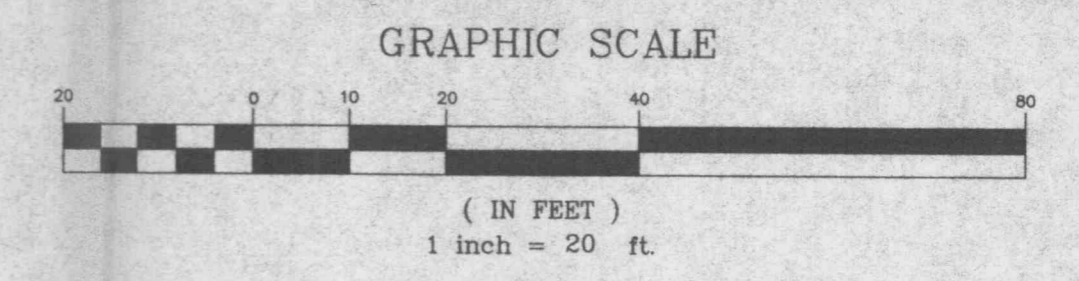 GRAPHIC SCALE
20 0 10 20 40 80
( IN FEET )
1 inch = 20 ft.